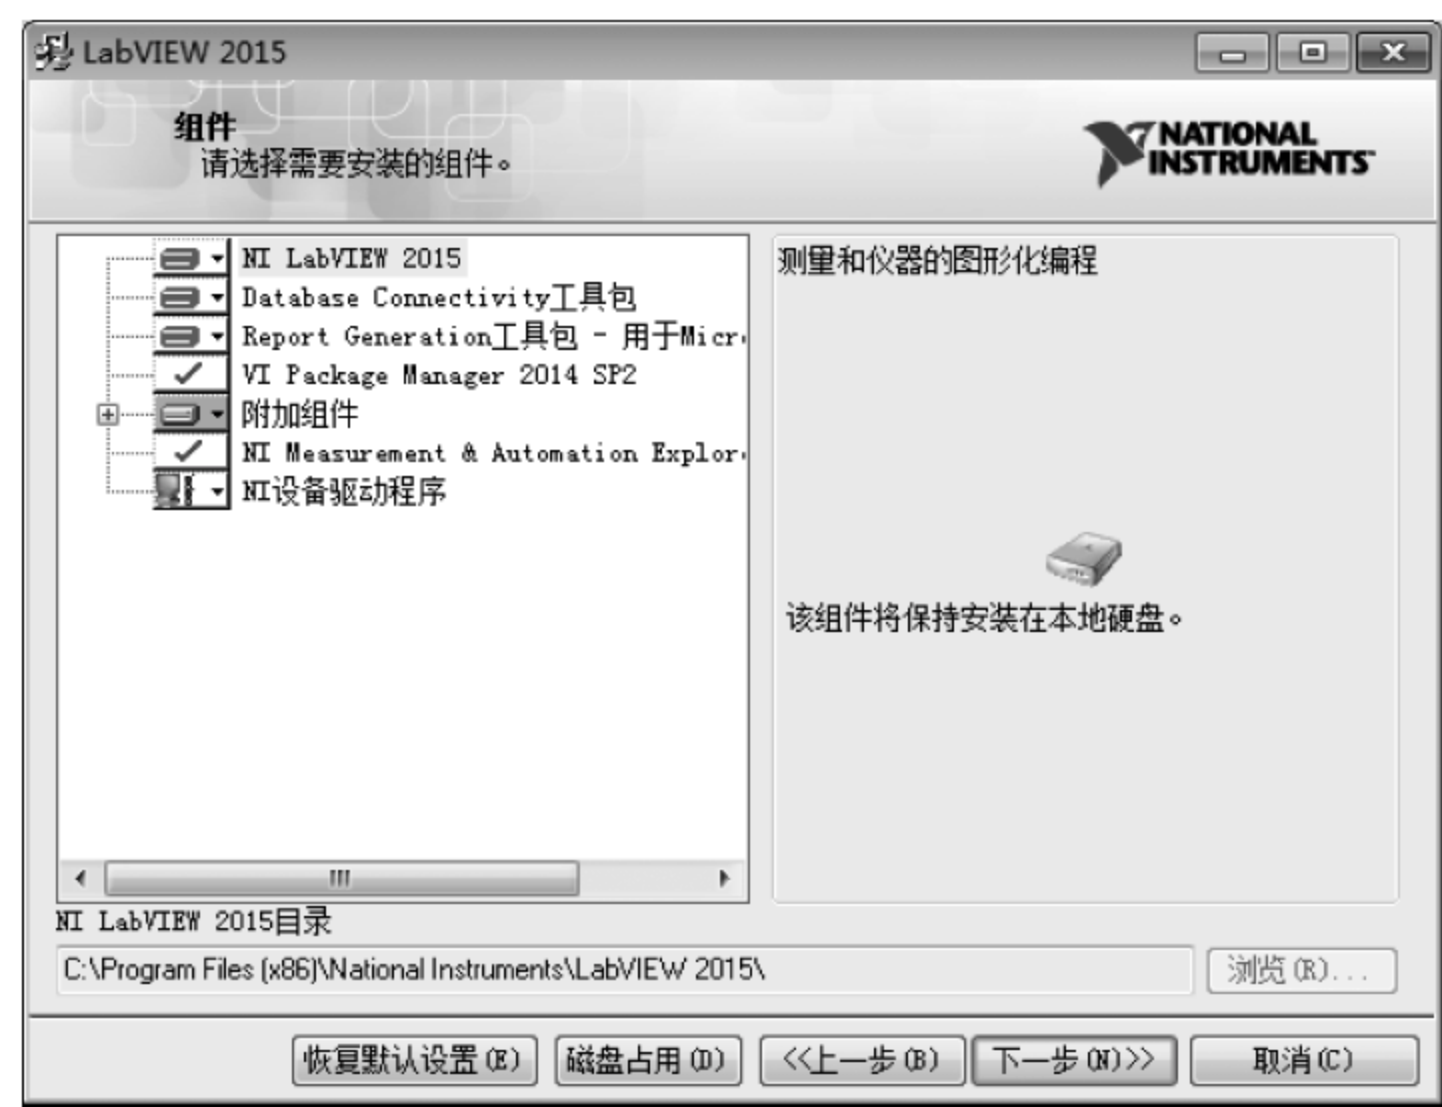 LabVIEW 2015
组件
请选择需要安装的组件。
NATIONAL
INSTRUMENTS
NI LabVIEW 2015
Database Connectivity工具包
Report Generation工具包 - 用于Micr
VI Package Manager 2014 SP2
附加组件
NI Measurement & Automation Explor
NI设备驱动程序
测量和仪器的图形化编程
该组件将保持安装在本地硬盘。
NI LabVIEW 2015目录
C:\Program Files (x86)\National Instruments\LabVIEW 2015\
浏览(R)...
恢复默认设置(E)
磁盘占用(D)
<<上一步(B)
下一步(N)>>
取消(C)